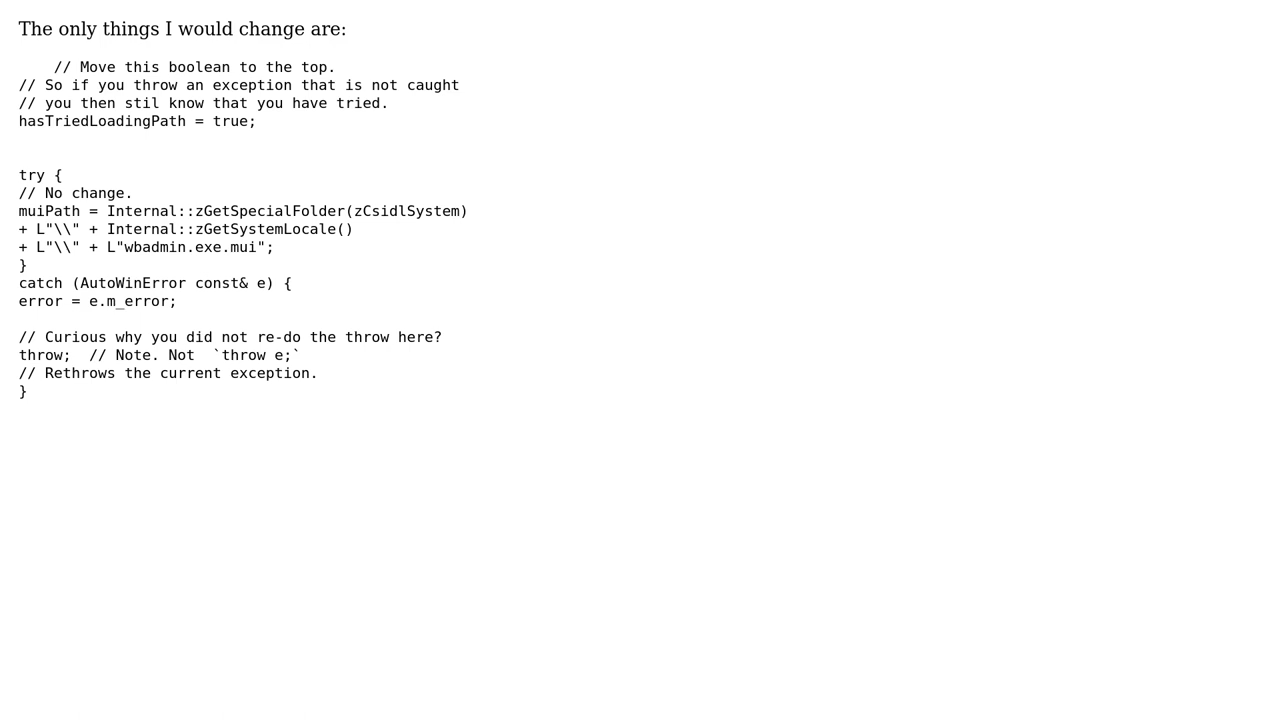 The only things I would change are:
// Move this boolean to the top.
// So if you throw an exception that is not caught
// you then stil know that you have tried.
hasTriedLoadingPath = true;
try {
// No change.
muiPath = Internal::zGetSpecialFolder(zCsidlSystem)
+ L"\\" + Internal::zGetSystemLocale()
+ L"\\" + L"wbadmin.exe.mui";
}
catch (AutoWinError const& e) {
error = e.m_error;
// Curious why you did not re-do the throw here?
throw;  // Note. Not  `throw e;`
// Rethrows the current exception.
}